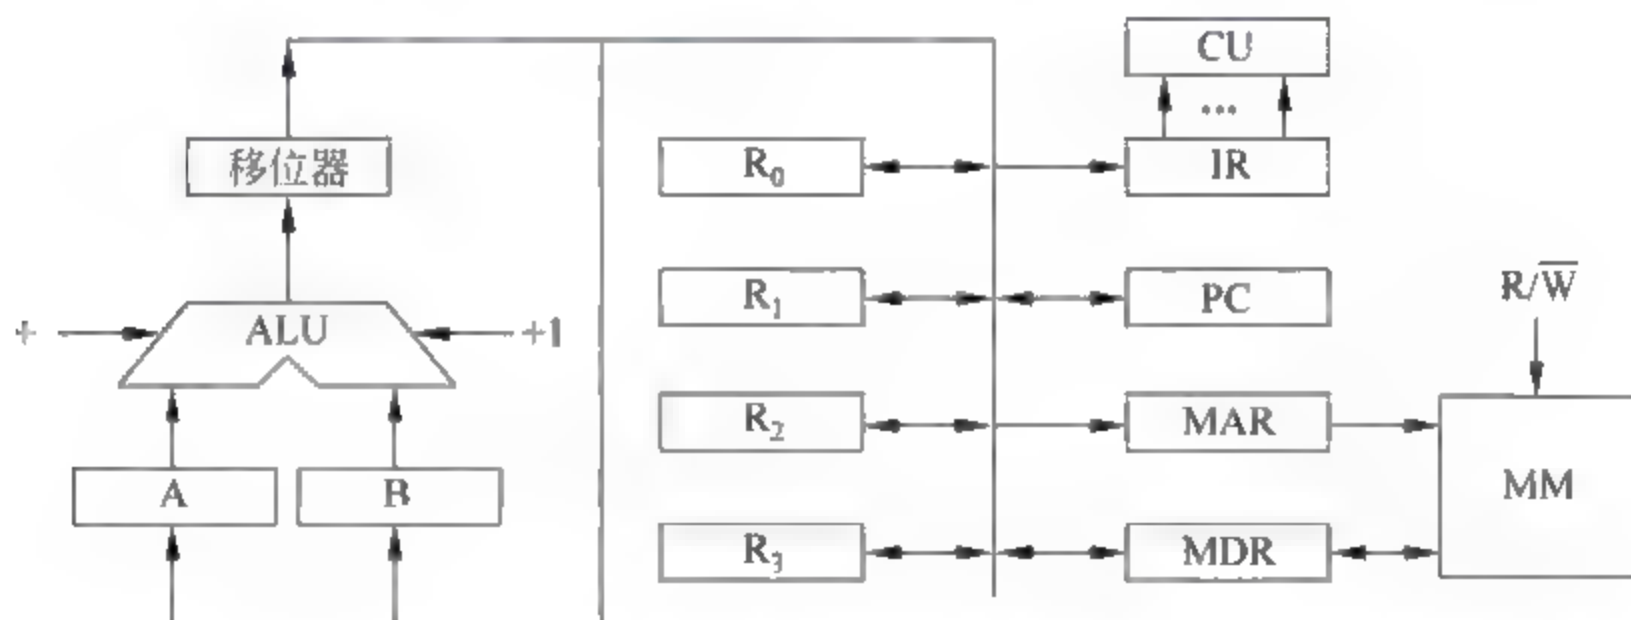 CU
...
移位器
R₀
IR
R₁
PC
R/W̅
+
ALU
+1
R₂
MAR
MM
A
B
R₃
MDR